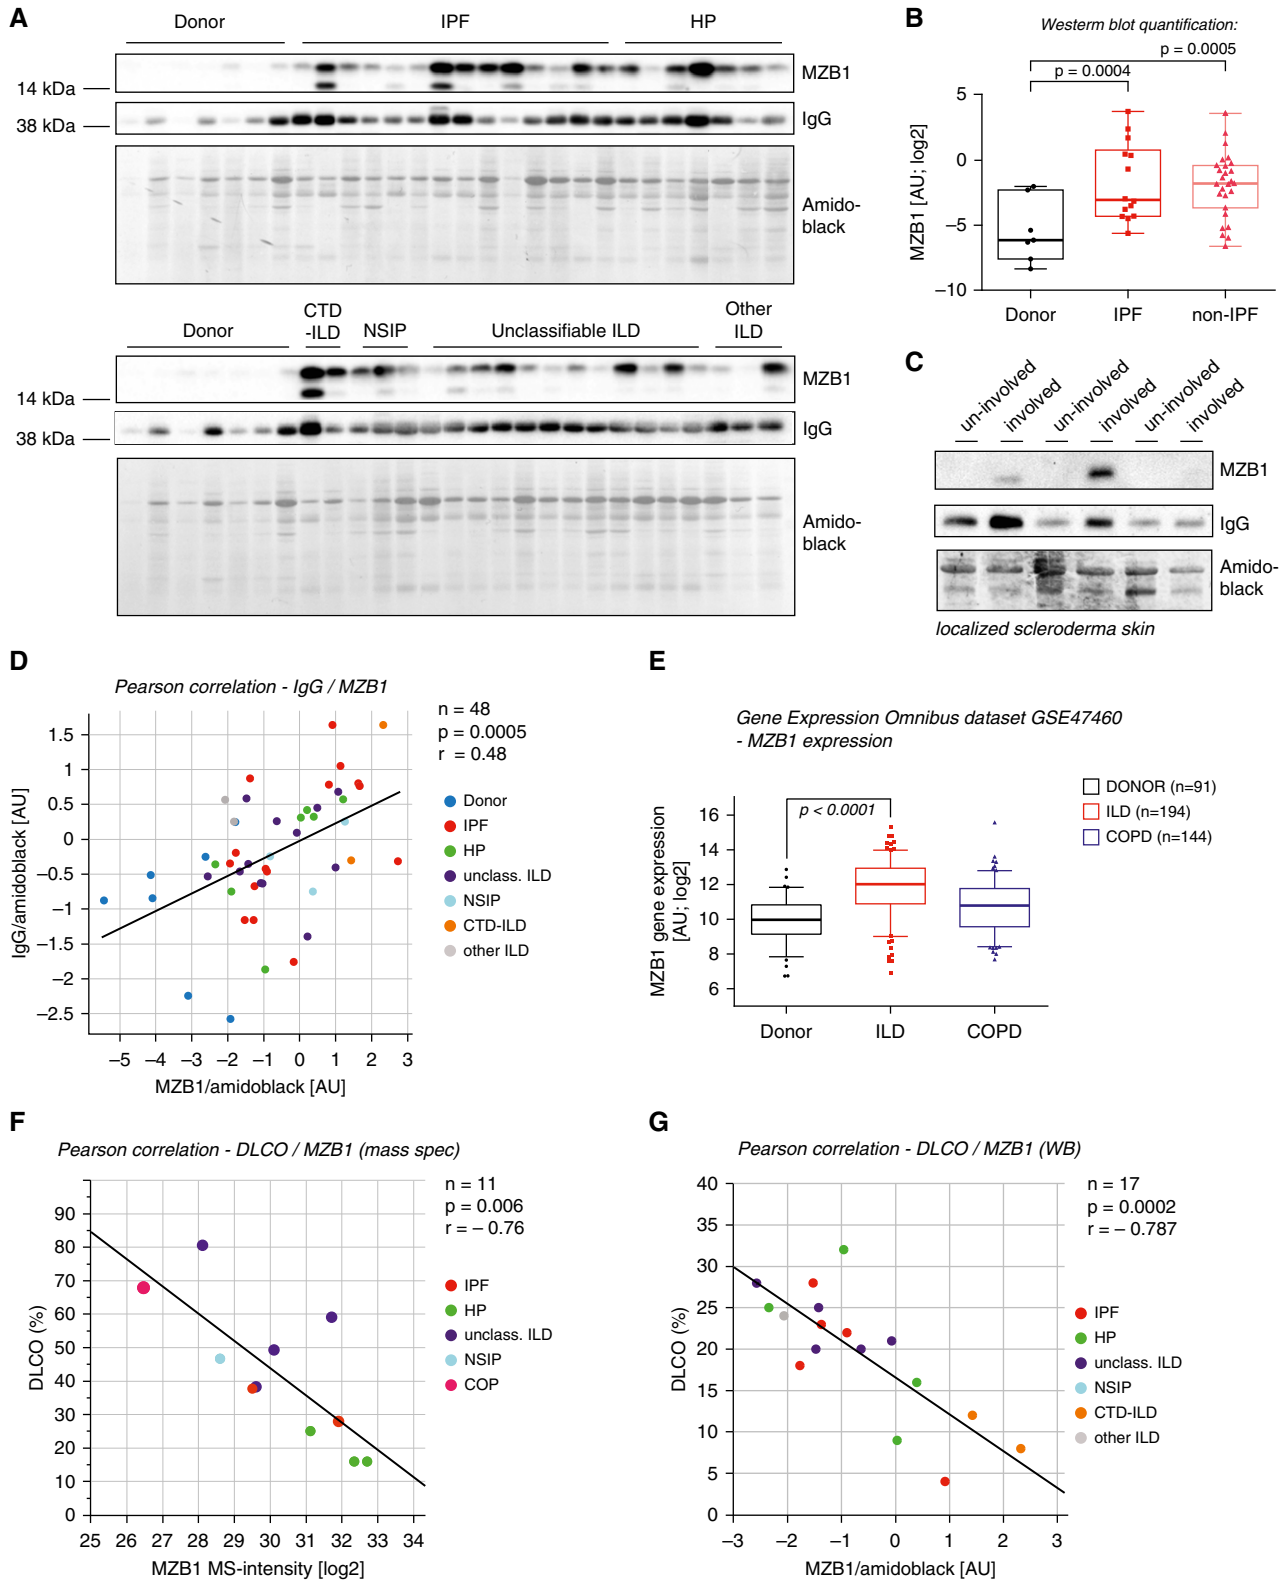 A
Donor IPF HP
MZB1
14 kDa
IgG
38 kDa
Amido-
black
CTD
-ILD
Donor NSIP Unclassifiable ILD
Other
ILD
MZB1
14 kDa
IgG
38 kDa
Amido-
black
B
Westerm blot quantification:
p = 0.0005
p = 0.0004
MZB1 [AU; log2]
5
0
−5
−10
Donor IPF non-IPF
C
un-involved involved un-involved involved un-involved involved
MZB1
IgG
Amido-
black
localized scleroderma skin
D
Pearson correlation - IgG / MZB1
n = 48
p = 0.0005
r = 0.48
IgG/amidoblack [AU]
1.5
1
0.5
0
−0.5
−1
−1.5
−2
−2.5
−5 −4 −3 −2 −1 0 1 2 3
MZB1/amidoblack [AU]
Donor
IPF
HP
unclass. ILD
NSIP
CTD-ILD
other ILD
E
Gene Expression Omnibus dataset GSE47460
- MZB1 expression
p < 0.0001
MZB1 gene expression
[AU; log2]
16
14
12
10
8
6
Donor ILD COPD
DONOR (n=91)
ILD (n=194)
COPD (n=144)
F
Pearson correlation - DLCO / MZB1 (mass spec)
n = 11
p = 0.006
r = − 0.76
DLCO (%)
90
80
70
60
50
40
30
20
10
0
25 26 27 28 29 30 31 32 33 34
MZB1 MS-intensity [log2]
IPF
HP
unclass. ILD
NSIP
COP
G
Pearson correlation - DLCO / MZB1 (WB)
n = 17
p = 0.0002
r = − 0.787
DLCO (%)
40
35
30
25
20
15
10
5
0
−3 −2 −1 0 1 2 3
MZB1/amidoblack [AU]
IPF
HP
unclass. ILD
NSIP
CTD-ILD
other ILD